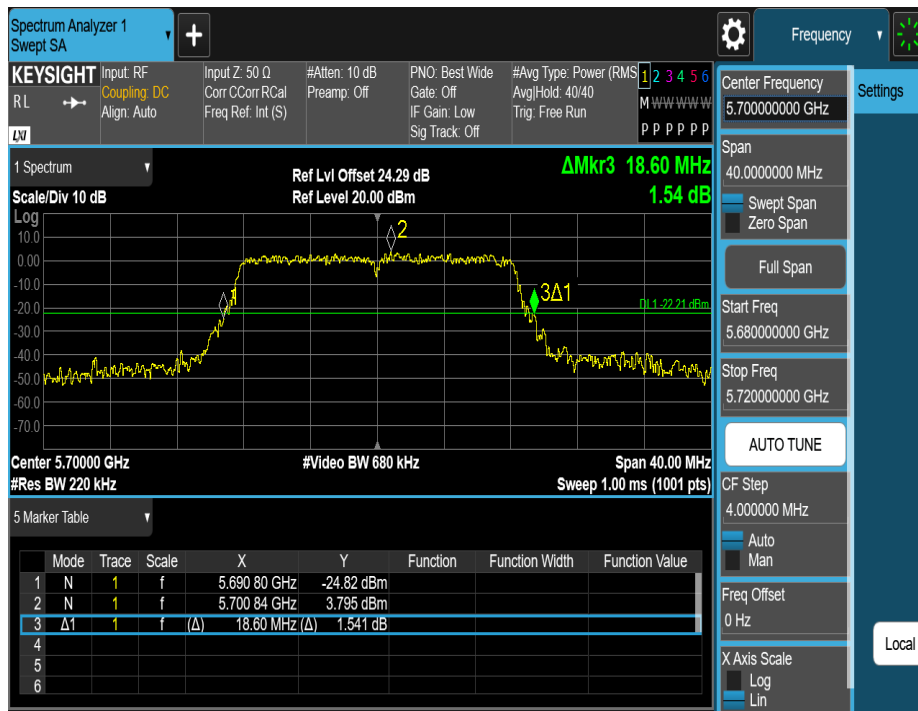 Spectrum Analyzer 1
Swept SA
+
Frequency
KEYSIGHT
RL
LXI
Input: RF
Coupling: DC
Align: Auto
Input Z: 50 Ω
Corr CCorr RCal
Freq Ref: Int (S)
#Atten: 10 dB
Preamp: Off
PNO: Best Wide
Gate: Off
IF Gain: Low
Sig Track: Off
#Avg Type: Power (RMS
Avg|Hold: 40/40
Trig: Free Run
1 2 3 4 5 6
M W W W W W
P P P P P P
Center Frequency
5.700000000 GHz
Settings
Span
40.0000000 MHz
Swept Span
Zero Span
Full Span
Start Freq
5.680000000 GHz
Stop Freq
5.720000000 GHz
AUTO TUNE
CF Step
4.000000 MHz
Auto
Man
Freq Offset
0 Hz
X Axis Scale
Log
Lin
Local
1 Spectrum
Scale/Div 10 dB
Ref Lvl Offset 24.29 dB
Ref Level 20.00 dBm
ΔMkr3 18.60 MHz
1.54 dB
Log
10.0
0.00
-10.0
-20.0
-30.0
-40.0
-50.0
-60.0
-70.0
1
2
3Δ1
DL1 -22.21 dBm
Center 5.70000 GHz
#Video BW 680 kHz
Span 40.00 MHz
#Res BW 220 kHz
Sweep 1.00 ms (1001 pts)
5 Marker Table
Mode Trace Scale X Y Function Function Width Function Value
1 N 1 f 5.690 80 GHz -24.82 dBm
2 N 1 f 5.700 84 GHz 3.795 dBm
3 Δ1 1 f (Δ) 18.60 MHz (Δ) 1.541 dB
4
5
6